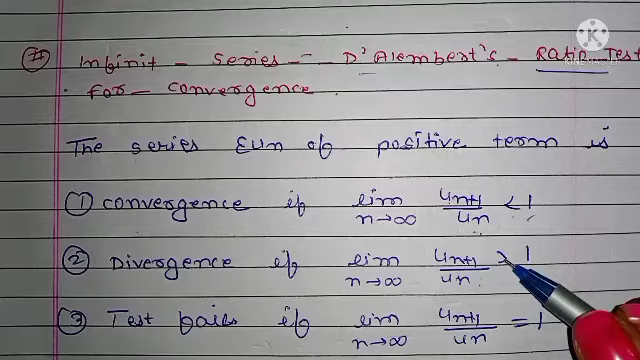 # Infinit - Series - D'Alembert's - Ratio Test
for - convergence
The series Σun of positive term is
① convergence if lim n→∞ un+1/un < 1
② Divergence if lim n→∞ un+1/un > 1
③ Test fails if lim n→∞ un+1/un = 1